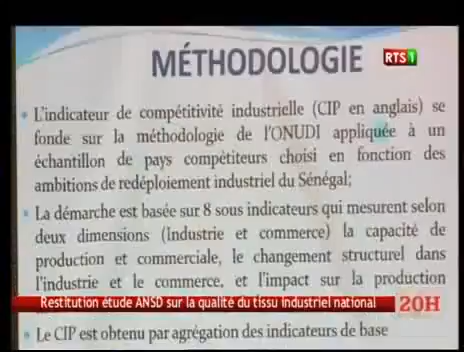 MÉTHODOLOGIE
RTS1
L'indicateur de compétitivité industrielle (CIP en anglais) se
fonde sur la méthodologie de l'ONUDI appliquée à un
échantillon de pays compétiteurs choisi en fonction des
ambitions de redéploiement industriel du Sénégal;
La démarche est basée sur 8 sous indicateurs qui mesurent selon
deux dimensions (Industrie et commerce) la capacité de
production et commerciale, le changement structurel dans
l'industrie et le commerce, et l'impact sur la production
Restitution étude ANSD sur la qualité du tissu industriel national
20H
Le CIP est obtenu par agrégation des indicateurs de base